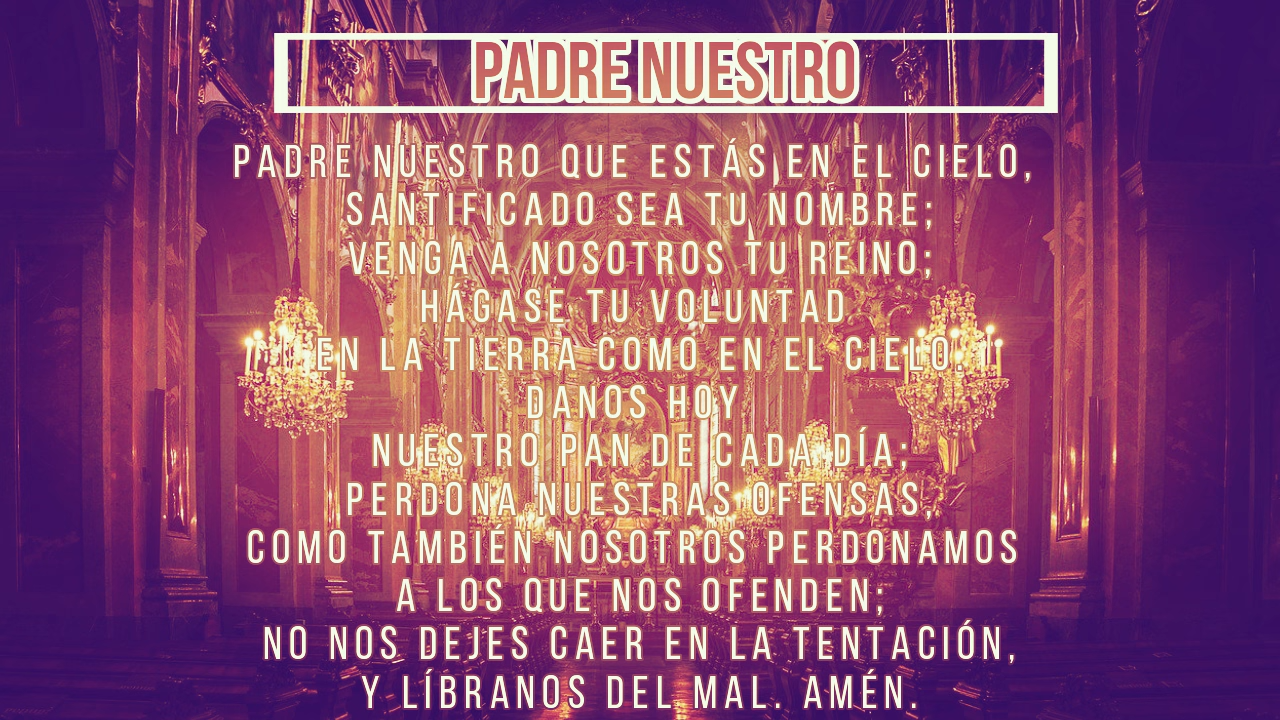 PADRE NUESTRO
PADRE NUESTRO QUE ESTÁS EN EL CIELO,
SANTIFICADO SEA TU NOMBRE;
VENGA A NOSOTROS TU REINO;
HÁGASE TU VOLUNTAD
EN LA TIERRA COMO EN EL CIELO.
DANOS HOY
NUESTRO PAN DE CADA DÍA;
PERDONA NUESTRAS OFENSAS,
COMO TAMBIÉN NOSOTROS PERDONAMOS
A LOS QUE NOS OFENDEN;
NO NOS DEJES CAER EN LA TENTACIÓN,
Y LÍBRANOS DEL MAL. AMÉN.